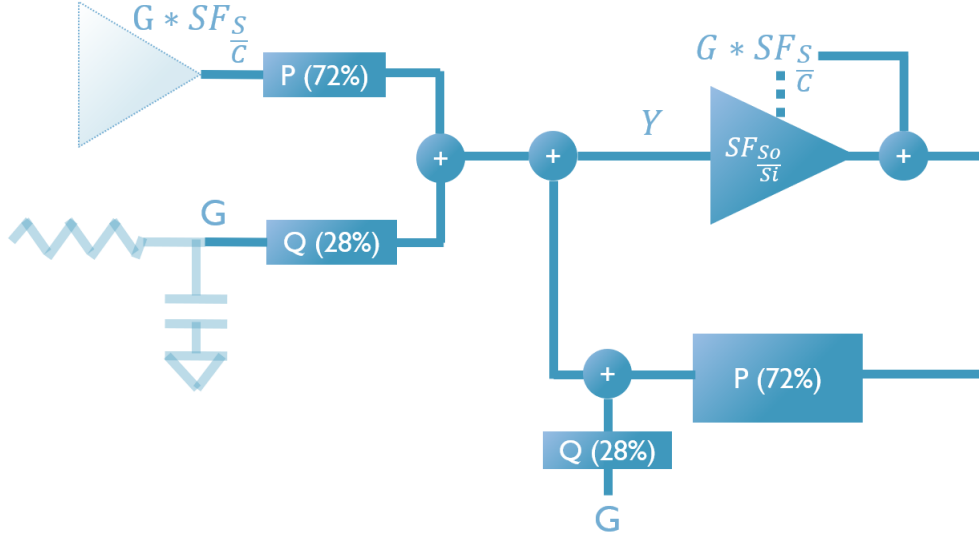 G * SF S/C
P (72%)
+
G
Q (28%)
+
Y
G * SF S/C
SF So/Si
+
+
P (72%)
Q (28%)
G